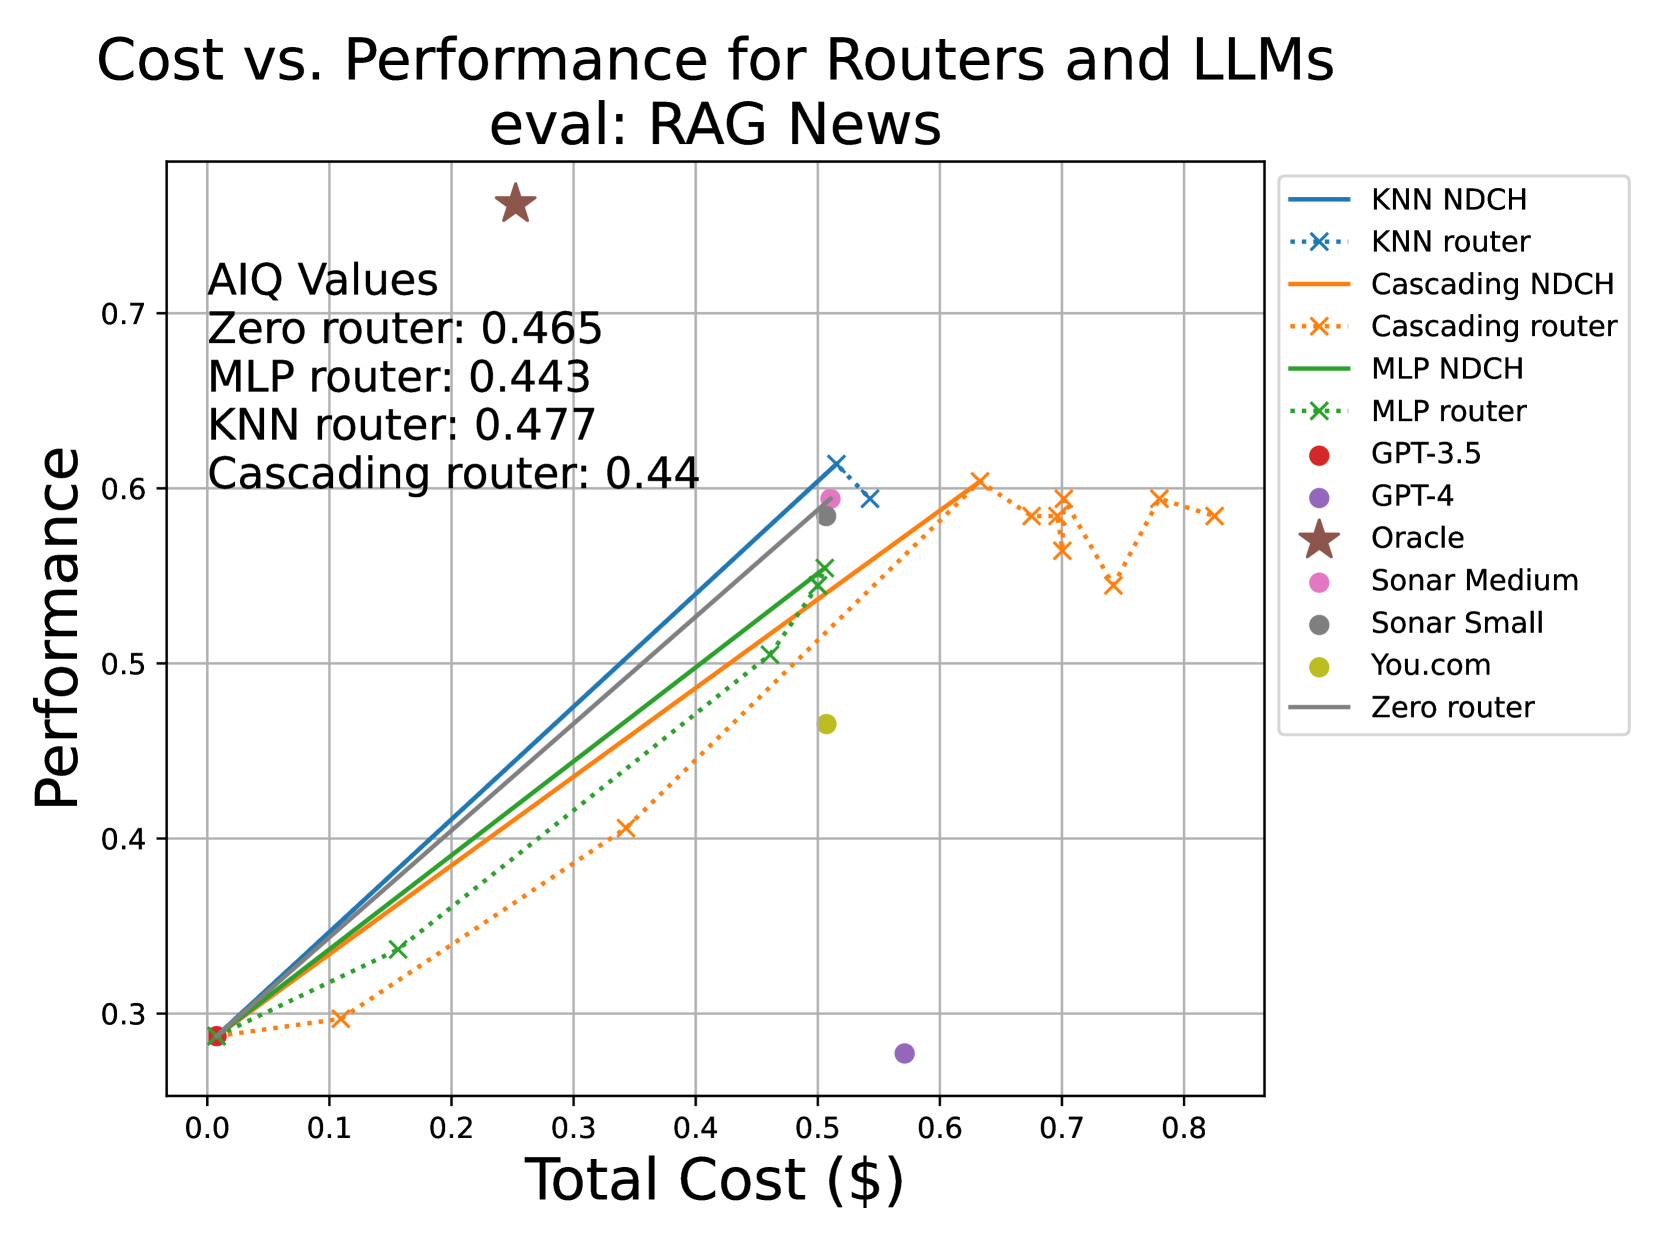 Cost vs. Performance for Routers and LLMs
eval: RAG News
AIQ Values
Zero router: 0.465
MLP router: 0.443
KNN router: 0.477
Cascading router: 0.44
Performance
0.7
0.6
0.5
0.4
0.3
0.0 0.1 0.2 0.3 0.4 0.5 0.6 0.7 0.8
Total Cost ($)
KNN NDCH
KNN router
Cascading NDCH
Cascading router
MLP NDCH
MLP router
GPT-3.5
GPT-4
Oracle
Sonar Medium
Sonar Small
You.com
Zero router